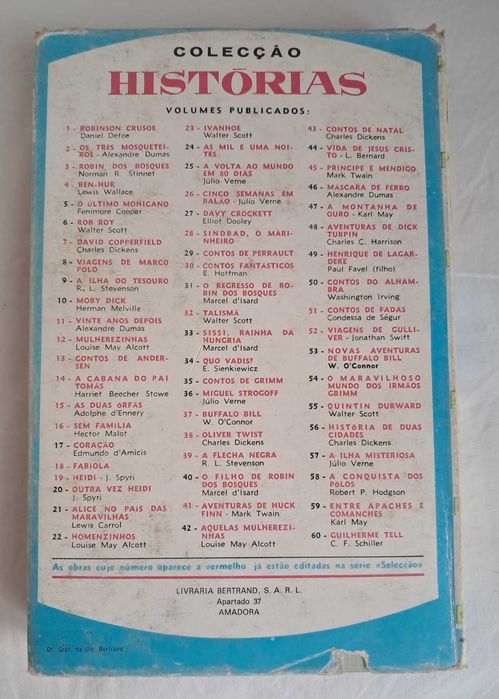 COLECÇÃO
HISTÓRIAS
VOLUMES PUBLICADOS:
1 - ROBINSON CRUSOE
Daniel Defoe
2 - OS TRES MOSQUETEI-
ROS - Alexandre Dumas
3 - ROBIN DOS BOSQUES
Norman R. Stinnet
4 - BEN-HUR
Lewis Wallace
5 - O ÚLTIMO MOHICANO
Fenimore Cooper
6 - ROB ROY
Walter Scott
7 - DAVID COPPERFIELD
Charles Dickens
8 - VIAGENS DE MARCO
POLO
9 - A ILHA DO TESOURO
R. L. Stevenson
10 - MOBY DICK
Herman Melville
11 - VINTE ANOS DEPOIS
Alexandre Dumas
12 - MULHEREZINHAS
Louise May Alcott
13 - CONTOS DE ANDER-
SEN
14 - A CABANA DO PAI
TOMÁS
Harriet Beecher Stowe
15 - AS DUAS ÓRFÃS
Adolphe d'Ennery
16 - SEM FAMÍLIA
Hector Malot
17 - CORAÇÃO
Edmundo d'Amicis
18 - FABÍOLA
19 - HEIDI - J. Spyri
20 - OUTRA VEZ HEIDI
J. Spyri
21 - ALICE NO PAÍS DAS
MARAVILHAS
Lewis Carrol
22 - HOMENZINHOS
Louise May Alcott
23 - IVANHOE
Walter Scott
24 - AS MIL E UMA NOI-
TES
25 - A VOLTA AO MUNDO
EM 80 DIAS
Júlio Verne
26 - CINCO SEMANAS EM
BALÃO - Júlio Verne
27 - DAVY CROCKETT
Elliot Dooley
28 - SINDBAD, O MARI-
NHEIRO
29 - CONTOS DE PERRAULT
30 - CONTOS FANTÁSTICOS
E. Hoffman
31 - O REGRESSO DE RO-
BIN DOS BOSQUES
Marcel d'Isard
32 - TALISMÃ
Walter Scott
33 - SISSI, RAINHA DA
HUNGRIA
Marcel d'Isard
34 - QUO VADIS?
E. Sienkiewicz
35 - CONTOS DE GRIMM
36 - MIGUEL STROGOFF
Júlio Verne
37 - BUFFALO BILL
W. O'Connor
38 - OLIVER TWIST
Charles Dickens
39 - A FLECHA NEGRA
R. L. Stevenson
40 - O FILHO DE ROBIN
DOS BOSQUES
Marcel d'Isard
41 - AVENTURAS DE HUCK
FINN - Mark Twain
42 - AQUELAS MULHEREZI-
NHAS
Louise May Alcott
43 - CONTOS DE NATAL
Charles Dickens
44 - VIDA DE JESUS CRIS-
TO - L. Bernard
45 - PRÍNCIPE E MENDIGO
Mark Twain
46 - MÁSCARA DE FERRO
Alexandre Dumas
47 - A MONTANHA DE
OURO - Karl May
48 - AVENTURAS DE DICK
TURPIN
Charles C. Harrison
49 - HENRIQUE DE LAGAR-
DERE
Paul Favel (filho)
50 - CONTOS DO ALHAM-
BRA
Washington Irving
51 - CONTOS DE FADAS
Condessa de Ségur
52 - VIAGENS DE GULLI-
VER - Jonathan Swift
53 - NOVAS AVENTURAS
DE BUFFALO BILL
W. O'Connor
54 - O MARAVILHOSO
MUNDO DOS IRMÃOS
GRIMM
55 - QUINTIN DURWARD
Walter Scott
56 - HISTÓRIA DE DUAS
CIDADES
Charles Dickens
57 - A ILHA MISTERIOSA
Júlio Verne
58 - A CONQUISTA DOS
POLOS
Robert P. Hodgson
59 - ENTRE APACHES E
COMANCHES
Karl May
60 - GUILHERME TELL
C. F. Schiller
As obras cujo número aparece a vermelho já estão editadas na série «Selecção»
LIVRARIA BERTRAND, S. A. R. L.
Apartado 37
AMADORA
Of. Gráf. da Liv. Bertrand